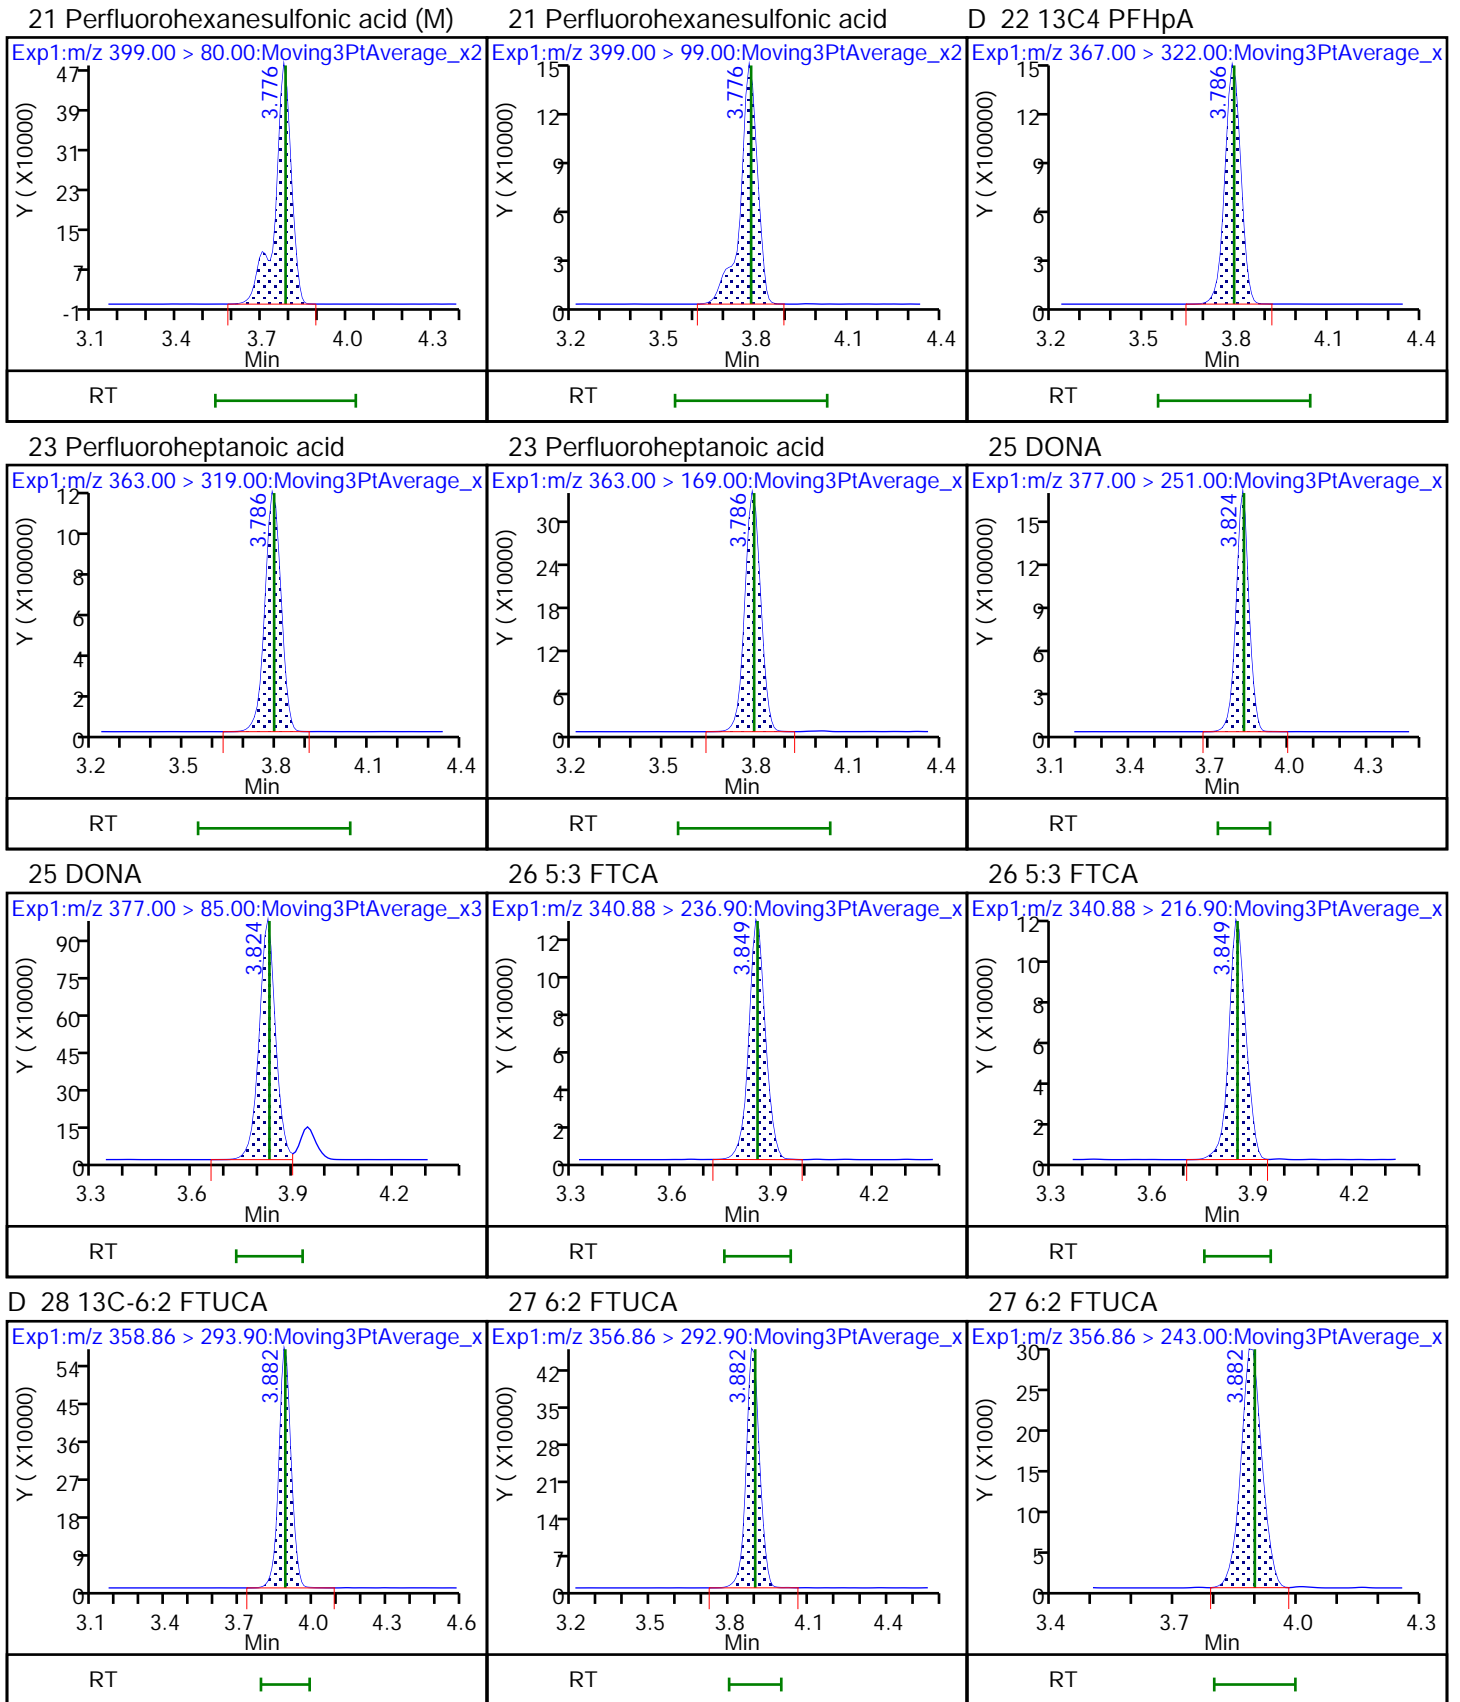 21 Perfluorohexanesulfonic acid (M)
Exp1:m/z 399.00 > 80.00:Moving3PtAverage_x2
Y ( X100000)
47
39
31
23
15
7
-1
3.776
3.1 3.4 3.7 4.0 4.3
Min
RT
21 Perfluorohexanesulfonic acid
Exp1:m/z 399.00 > 99.00:Moving3PtAverage_x2
Y ( X100000)
15
12
9
6
3
0
3.776
3.2 3.5 3.8 4.1 4.4
Min
RT
D 22 13C4 PFHpA
Exp1:m/z 367.00 > 322.00:Moving3PtAverage_x
Y ( X100000)
15
12
9
6
3
0
3.786
3.2 3.5 3.8 4.1 4.4
Min
RT
23 Perfluoroheptanoic acid
Exp1:m/z 363.00 > 319.00:Moving3PtAverage_x
Y ( X100000)
12
10
8
6
4
2
0
3.786
3.2 3.5 3.8 4.1 4.4
Min
RT
23 Perfluoroheptanoic acid
Exp1:m/z 363.00 > 169.00:Moving3PtAverage_x
Y ( X10000)
30
24
18
12
6
0
3.786
3.2 3.5 3.8 4.1 4.4
Min
RT
25 DONA
Exp1:m/z 377.00 > 251.00:Moving3PtAverage_x
Y ( X100000)
15
12
9
6
3
0
3.824
3.1 3.4 3.7 4.0 4.3
Min
RT
25 DONA
Exp1:m/z 377.00 > 85.00:Moving3PtAverage_x3
Y ( X10000)
90
75
60
45
30
15
0
3.824
3.3 3.6 3.9 4.2
Min
RT
26 5:3 FTCA
Exp1:m/z 340.88 > 236.90:Moving3PtAverage_x
Y ( X10000)
12
10
8
6
4
2
0
3.849
3.3 3.6 3.9 4.2
Min
RT
26 5:3 FTCA
Exp1:m/z 340.88 > 216.90:Moving3PtAverage_x
Y ( X10000)
12
10
8
6
4
2
0
3.849
3.3 3.6 3.9 4.2
Min
RT
D 28 13C-6:2 FTUCA
Exp1:m/z 358.86 > 293.90:Moving3PtAverage_x
Y ( X10000)
54
45
36
27
18
9
0
3.882
3.1 3.4 3.7 4.0 4.3 4.6
Min
RT
27 6:2 FTUCA
Exp1:m/z 356.86 > 292.90:Moving3PtAverage_x
Y ( X10000)
42
35
28
21
14
7
0
3.882
3.2 3.5 3.8 4.1 4.4
Min
RT
27 6:2 FTUCA
Exp1:m/z 356.86 > 243.00:Moving3PtAverage_x
Y ( X1000)
30
25
20
15
10
5
0
3.882
3.4 3.7 4.0 4.3
Min
RT